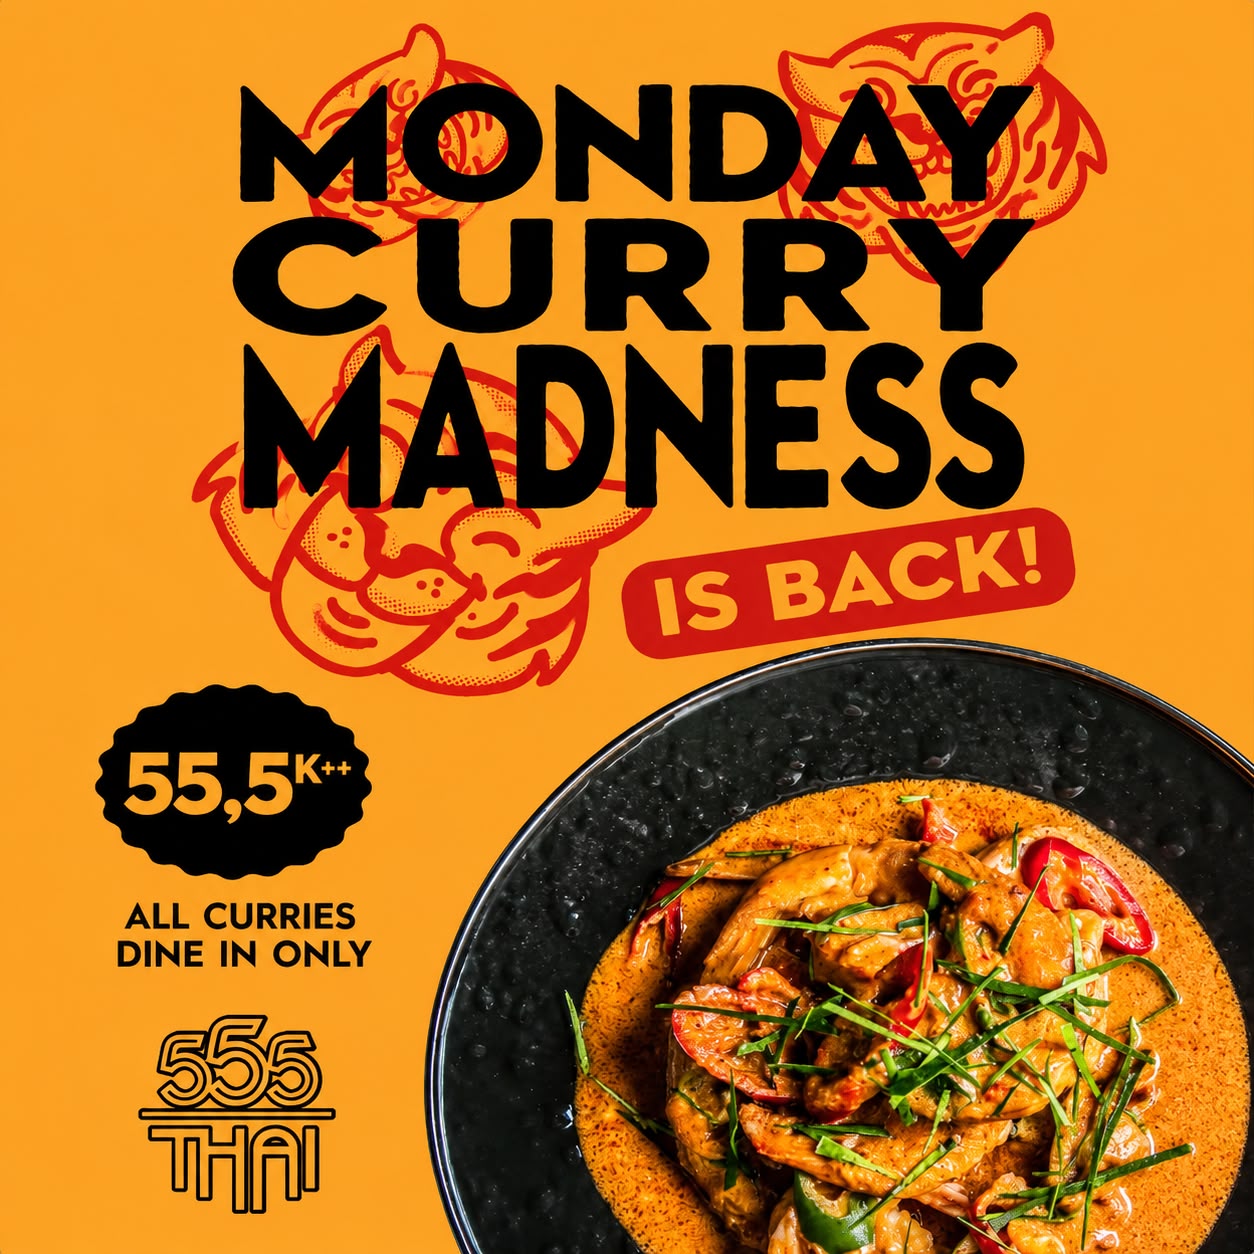 MONDAY
CURRY
MADNESS
IS BACK!
55,5K++
ALL CURRIES
DINE IN ONLY
555
THAI